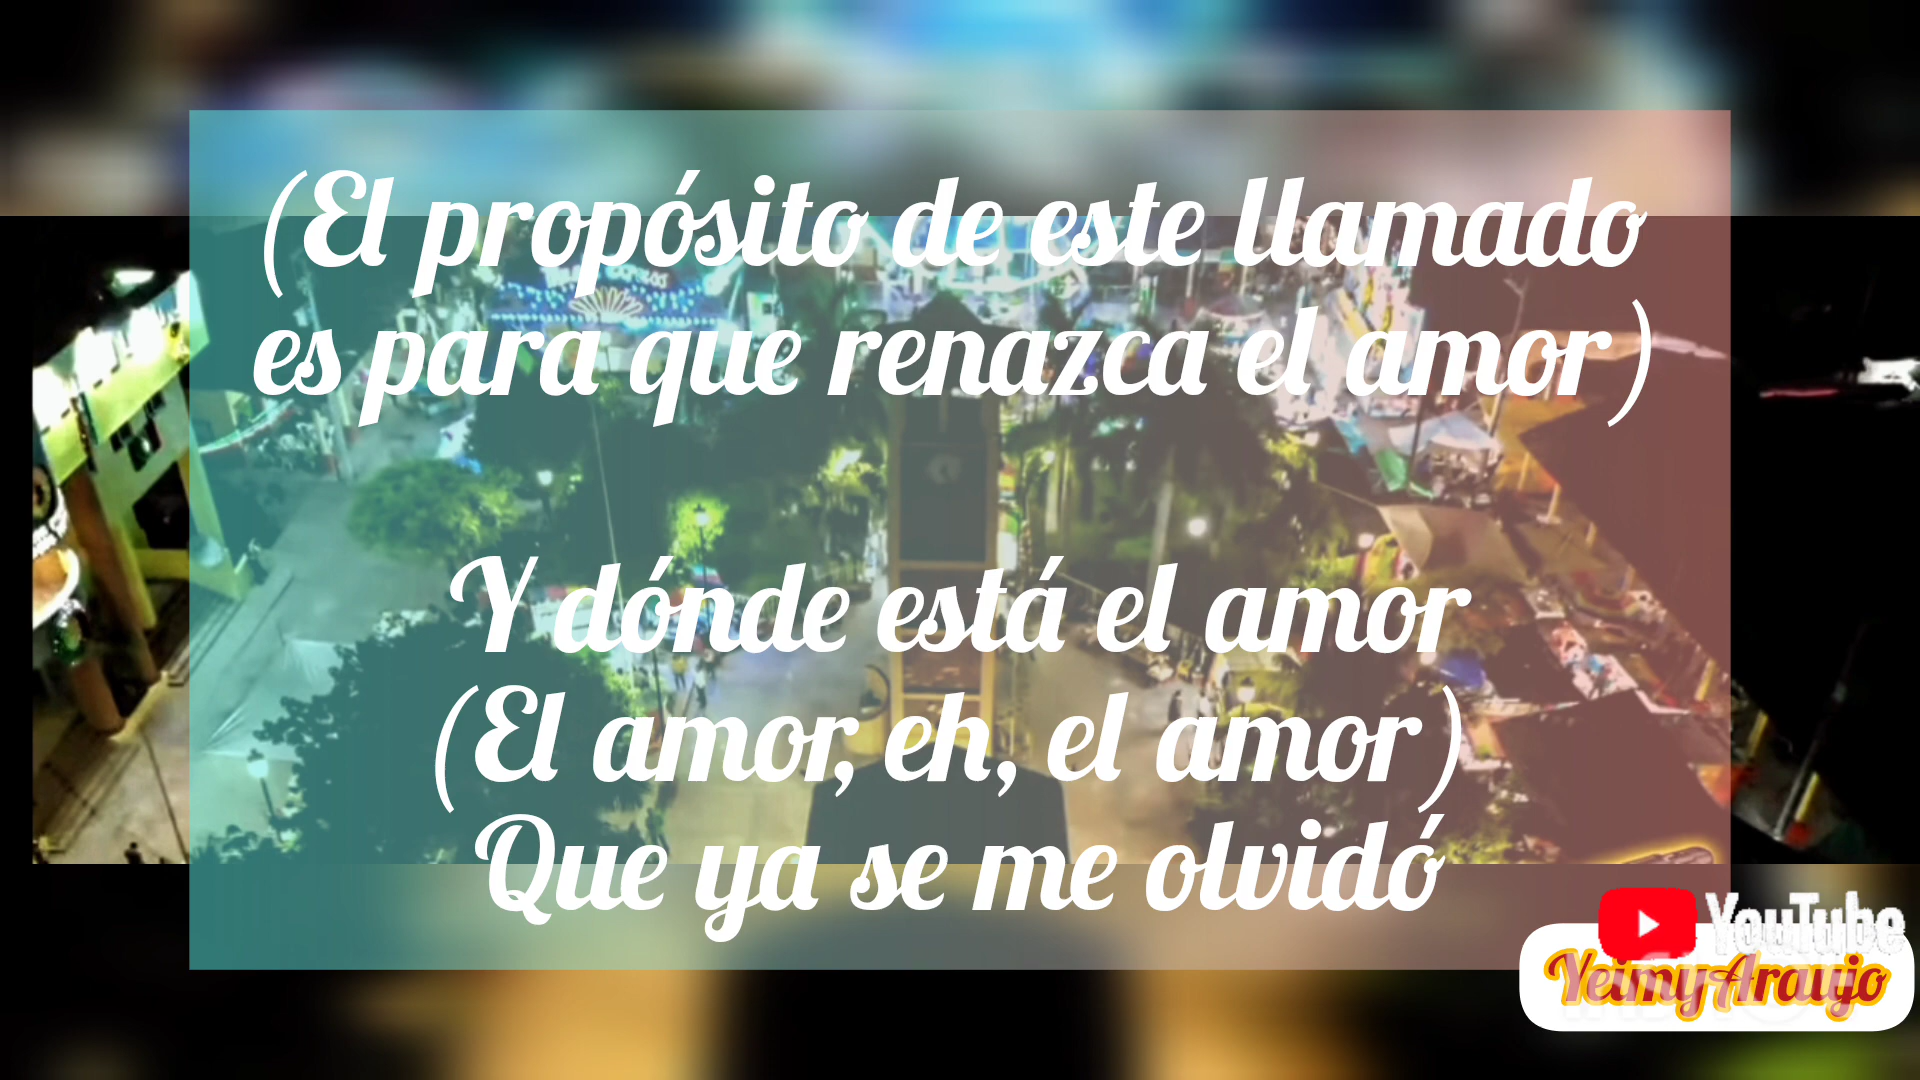 (El propósito de este llamado
es para que renazca el amor)
Y dónde está el amor
(El amor, eh, el amor)
Que ya se me olvidó
YouTube
YeimyAraujo